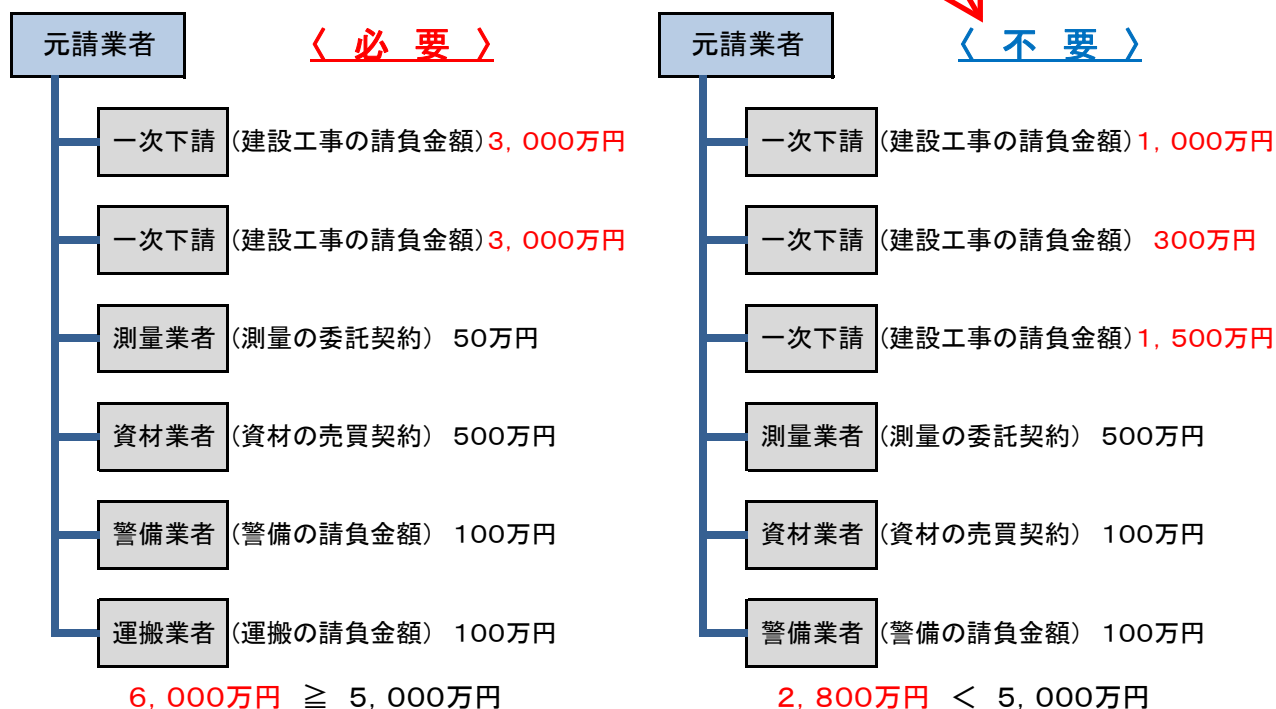 元請業者
〈 必 要 〉
一次下請 (建設工事の請負金額)3,000万円
一次下請 (建設工事の請負金額)3,000万円
測量業者 (測量の委託契約) 50万円
資材業者 (資材の売買契約) 500万円
警備業者 (警備の請負金額) 100万円
運搬業者 (運搬の請負金額) 100万円
6,000万円 ≧ 5,000万円
元請業者
〈 不 要 〉
一次下請 (建設工事の請負金額)1,000万円
一次下請 (建設工事の請負金額) 300万円
一次下請 (建設工事の請負金額)1,500万円
測量業者 (測量の委託契約) 500万円
資材業者 (資材の売買契約) 100万円
警備業者 (警備の請負金額) 100万円
2,800万円 < 5,000万円